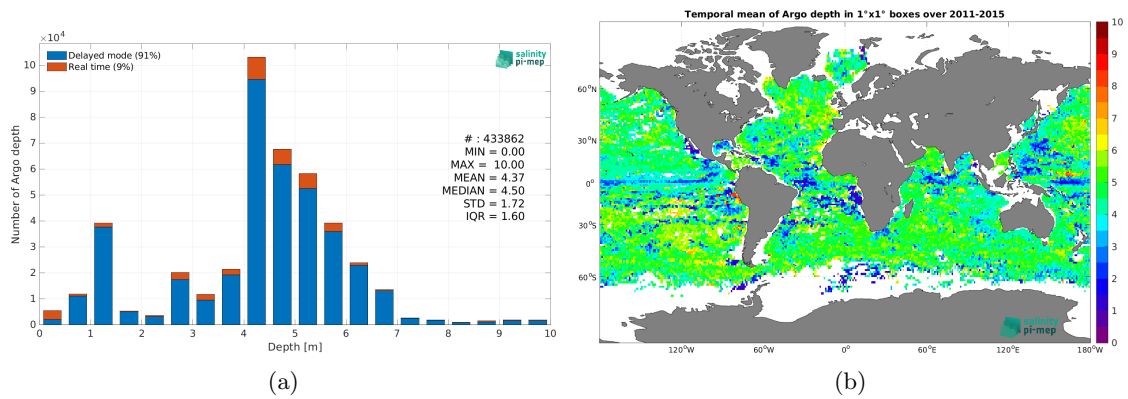 ×10⁴
Delayed mode (91%)
Real time (9%)
salinity
pi-mep
# : 433862
MIN = 0.00
MAX = 10.00
MEAN = 4.37
MEDIAN = 4.50
STD = 1.72
IQR = 1.60
Number of Argo depth
10
9
8
7
6
5
4
3
2
1
0
0 1 2 3 4 5 6 7 8 9 10
Depth [m]
(a)
Temporal mean of Argo depth in 1°x1° boxes over 2011-2015
60°N
30°N
0°
30°S
60°S
120°W 60°W 0° 60°E 120°E 180°W
salinity
pi-mep
10
9
8
7
6
5
4
3
2
1
0
(b)